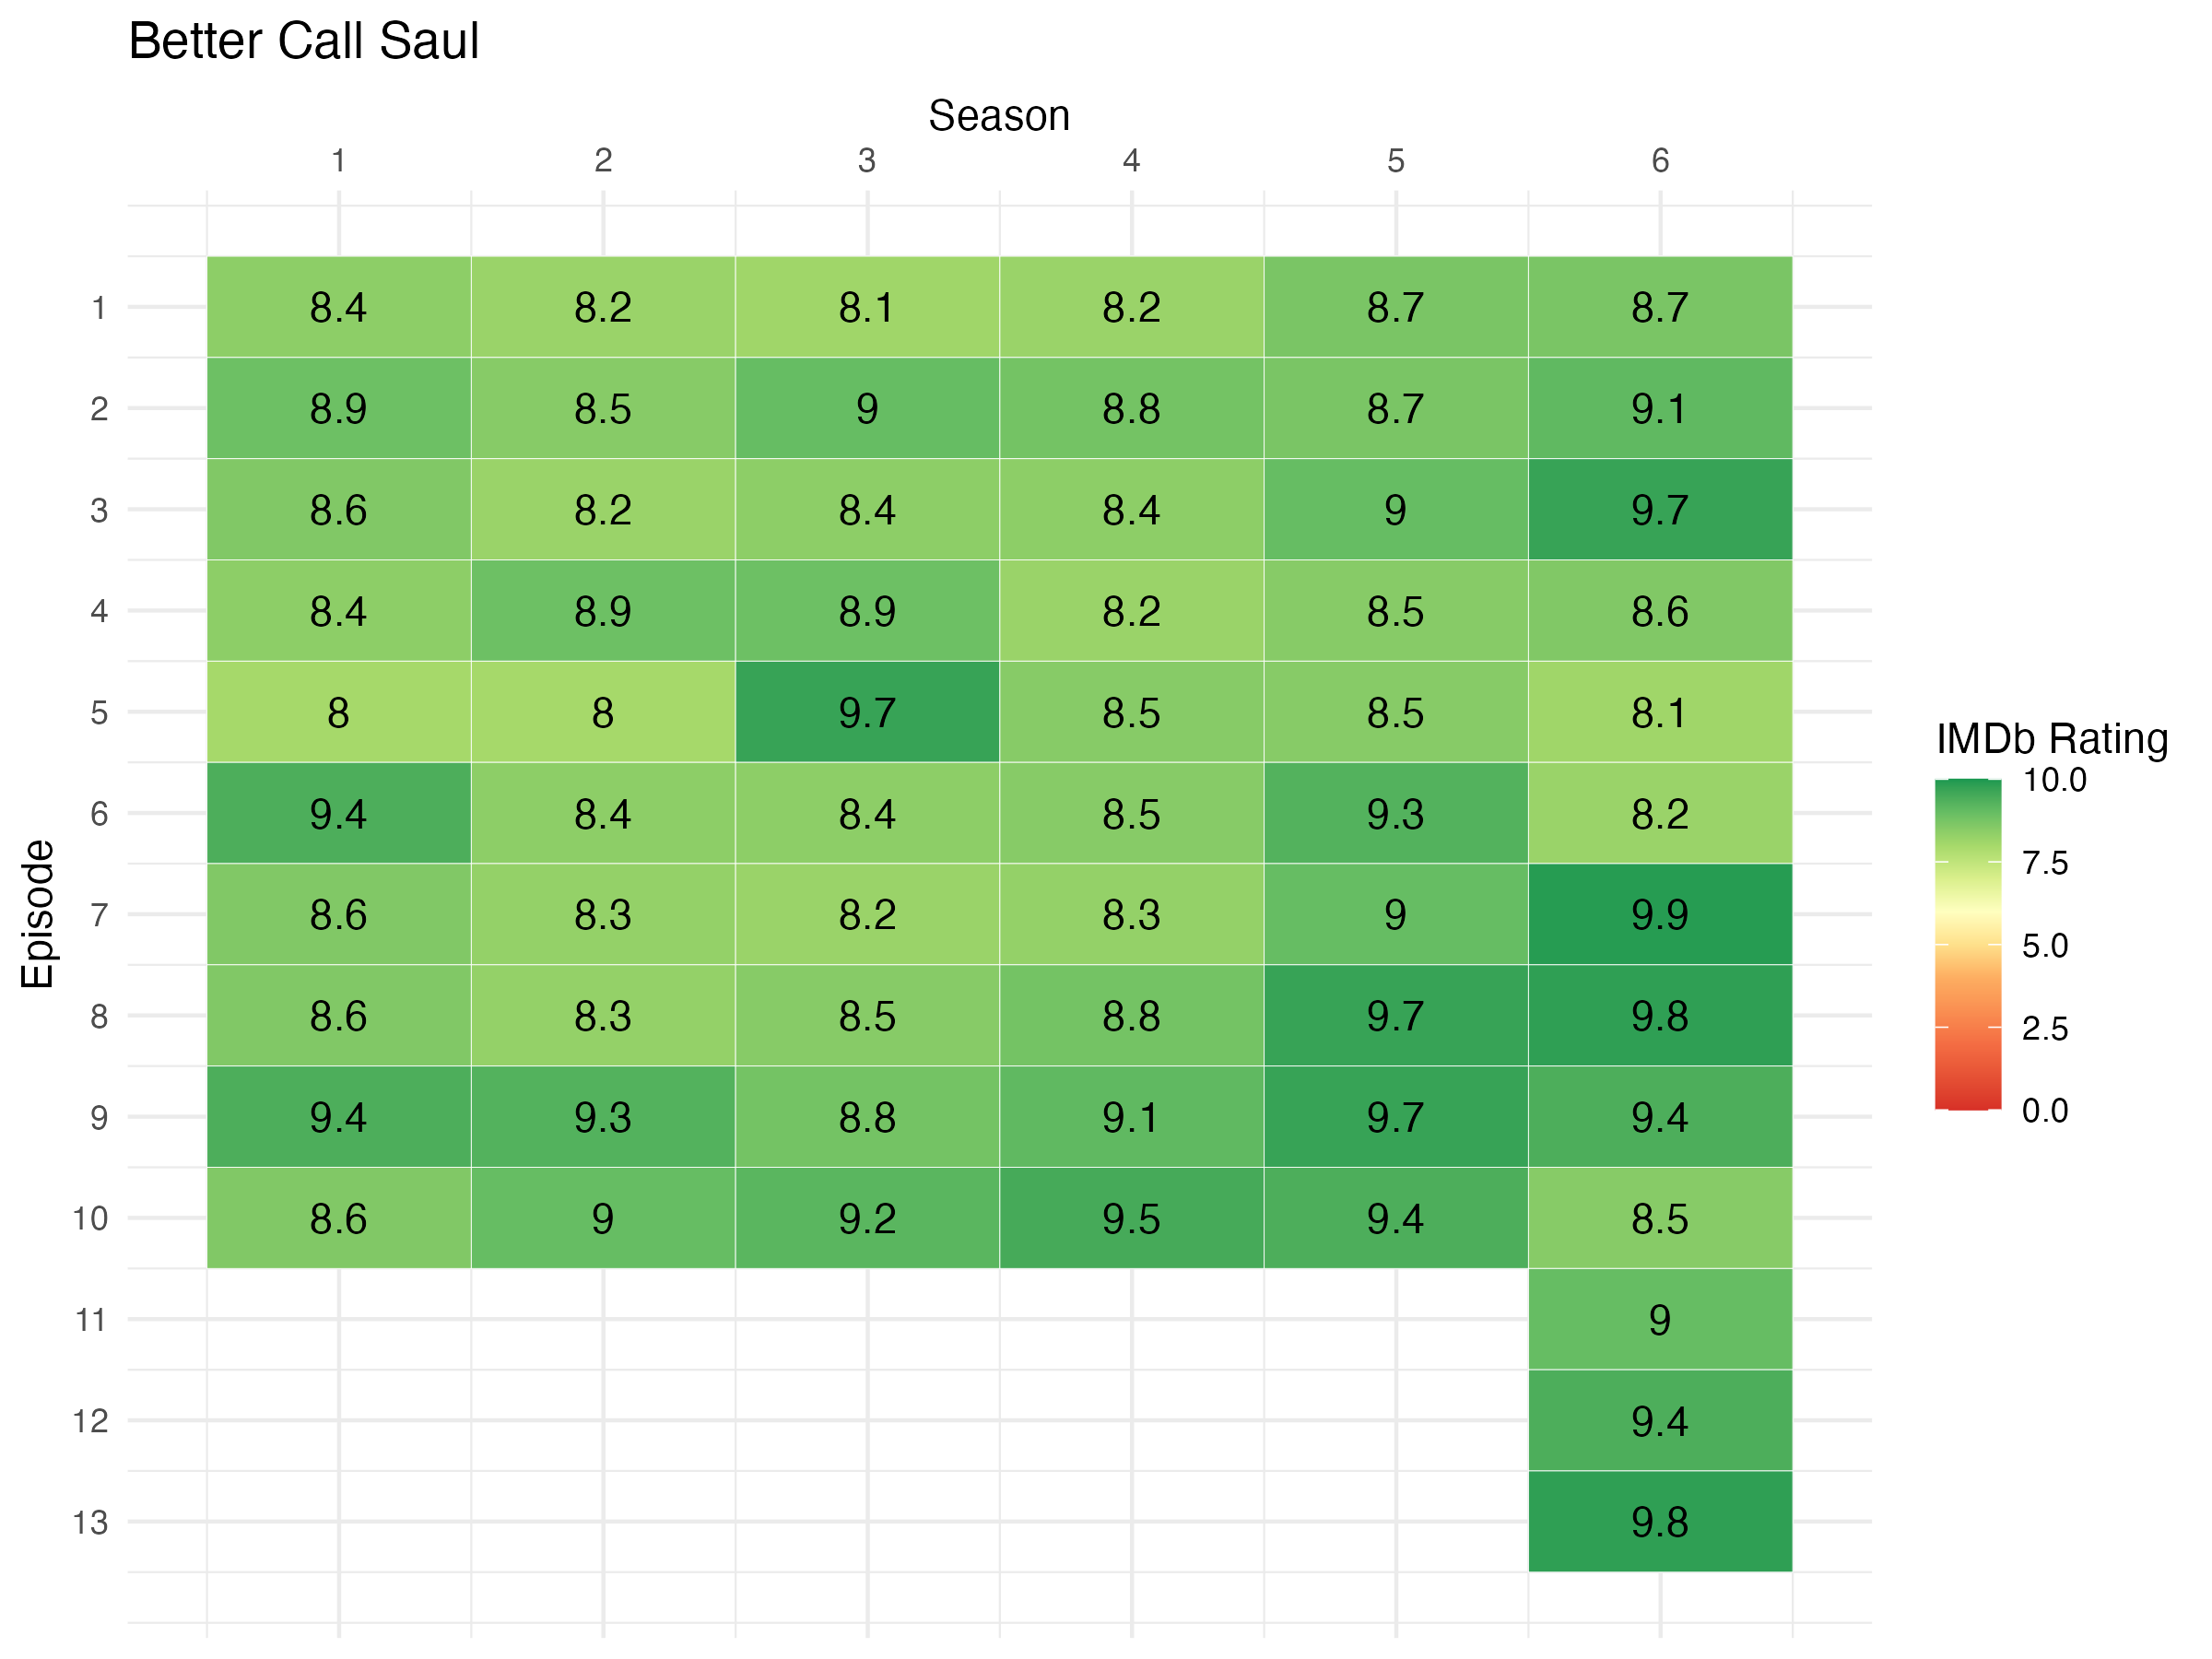 Better Call Saul
Season
1 2 3 4 5 6
1 8.4 8.2 8.1 8.2 8.7 8.7
2 8.9 8.5 9 8.8 8.7 9.1
3 8.6 8.2 8.4 8.4 9 9.7
4 8.4 8.9 8.9 8.2 8.5 8.6
5 8 8 9.7 8.5 8.5 8.1
6 9.4 8.4 8.4 8.5 9.3 8.2
7 8.6 8.3 8.2 8.3 9 9.9
8 8.6 8.3 8.5 8.8 9.7 9.8
9 9.4 9.3 8.8 9.1 9.7 9.4
10 8.6 9 9.2 9.5 9.4 8.5
11 9
12 9.4
13 9.8
Episode
IMDb Rating
10.0
7.5
5.0
2.5
0.0